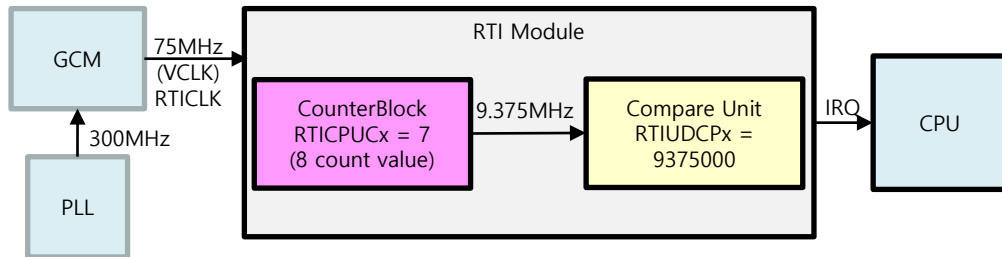 RTI Module
GCM
75MHz
(VCLK)
RTICLK
300MHz
PLL
CounterBlock
RTICPUCx = 7
(8 count value)
9.375MHz
Compare Unit
RTIUDCPx =
9375000
IRQ
CPU